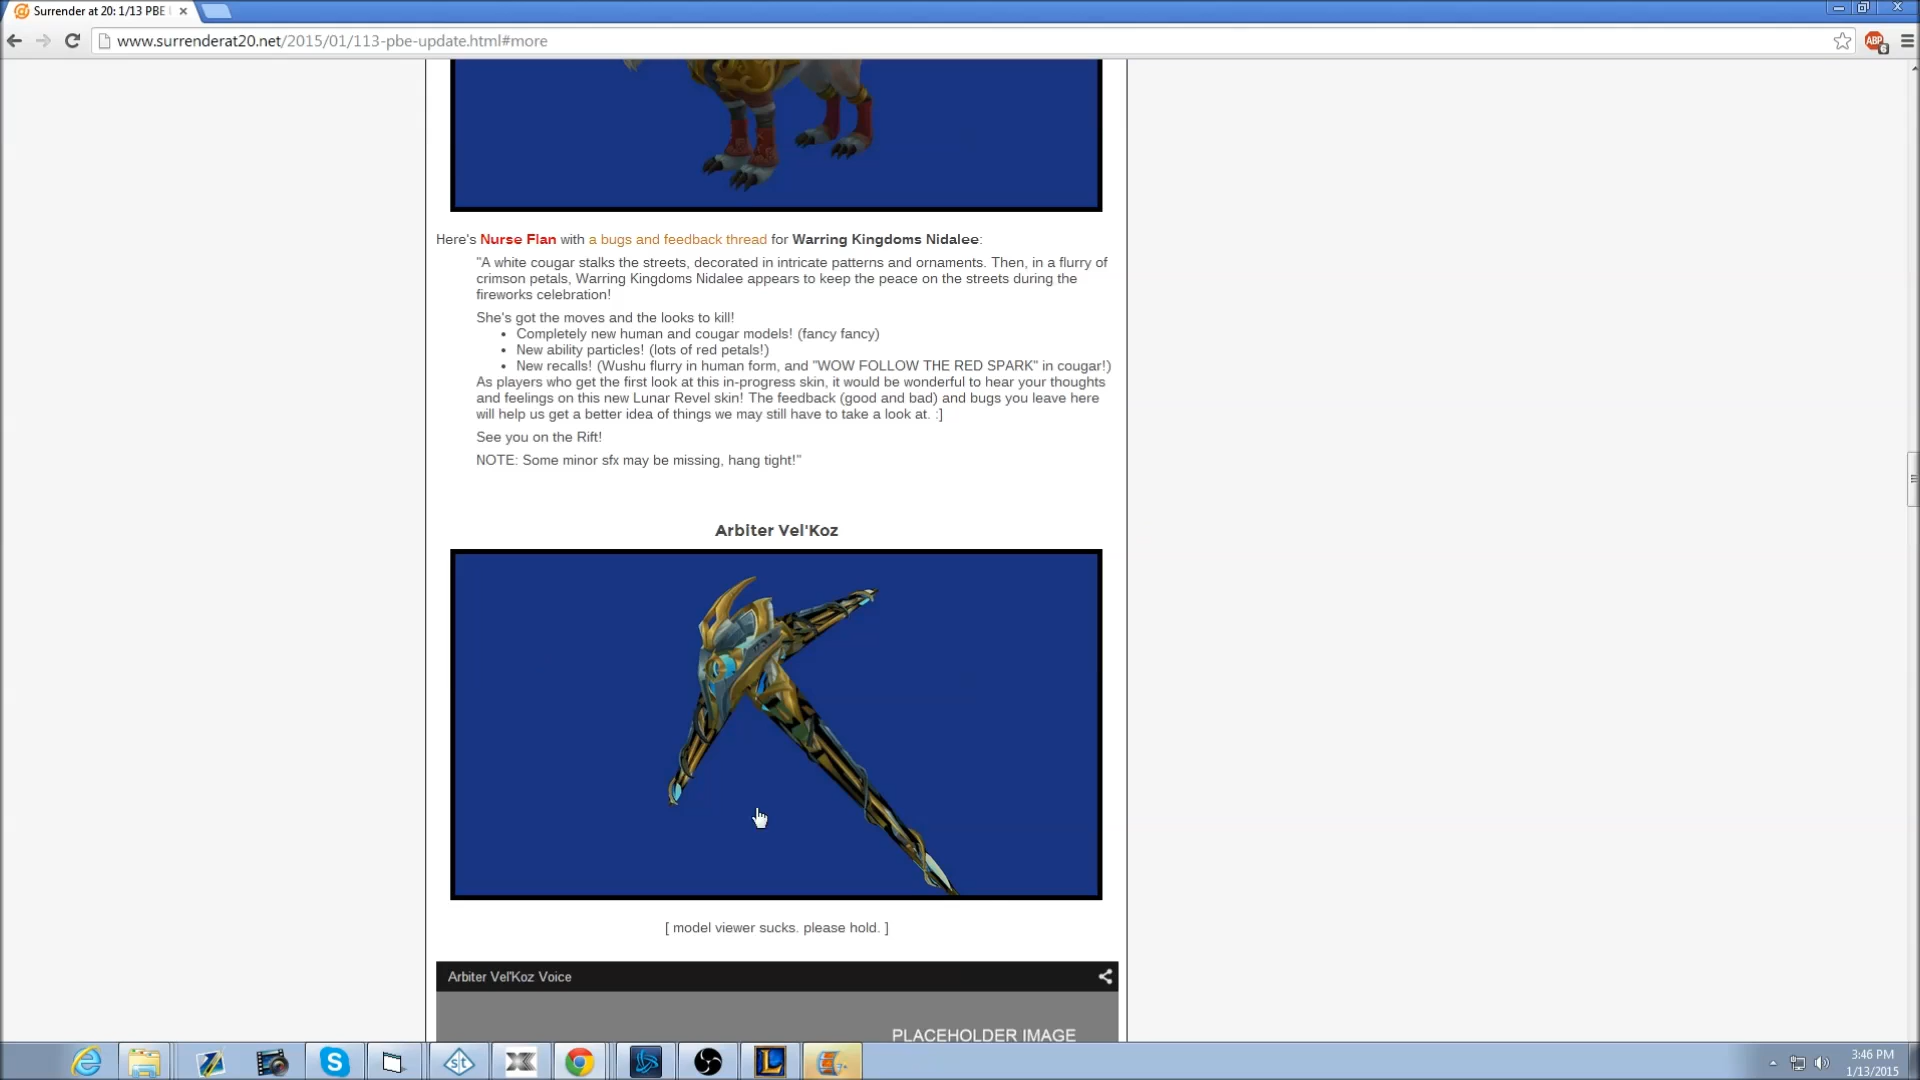 Surrender at 20: 1/13 PBE
www.surrenderat20.net/2015/01/113-pbe-update.html#more
ABP
6
Here's Nurse Flan with a bugs and feedback thread for Warring Kingdoms Nidalee:
"A white cougar stalks the streets, decorated in intricate patterns and ornaments. Then, in a flurry of
crimson petals, Warring Kingdoms Nidalee appears to keep the peace on the streets during the
fireworks celebration!
She's got the moves and the looks to kill!
• Completely new human and cougar models! (fancy fancy)
• New ability particles! (lots of red petals!)
• New recalls! (Wushu flurry in human form, and "WOW FOLLOW THE RED SPARK" in cougar!)
As players who get the first look at this in-progress skin, it would be wonderful to hear your thoughts
and feelings on this new Lunar Revel skin! The feedback (good and bad) and bugs you leave here
will help us get a better idea of things we may still have to take a look at. :]
See you on the Rift!
NOTE: Some minor sfx may be missing, hang tight!"
Arbiter Vel'Koz
[ model viewer sucks. please hold. ]
Arbiter Vel'Koz Voice
PLACEHOLDER IMAGE
st
3:46 PM
1/13/2015